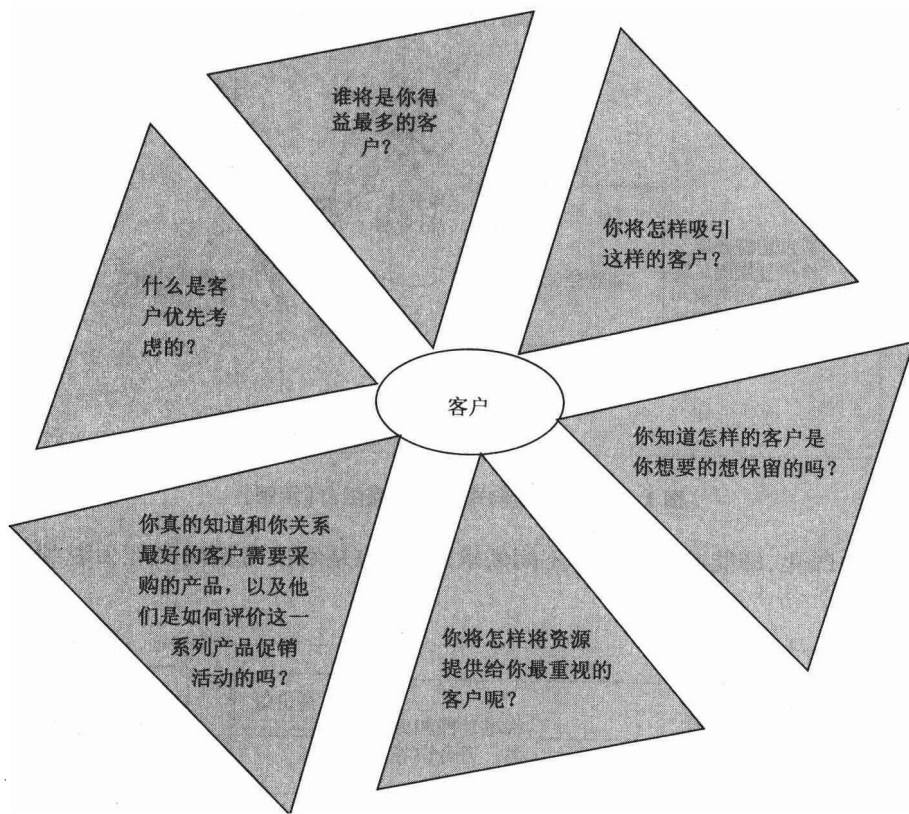 谁将是你得
益最多的客
户？
你将怎样吸引
这样的客户？
什么是客
户优先考
虑的？
客户
你知道怎样的客户是
你想要的想保留的吗？
你真的知道和你关系
最好的客户需要采
购的产品，以及他
们是如何评价这一
系列产品促销
活动的吗？
你将怎样将资源
提供给你最重视的
客户呢？